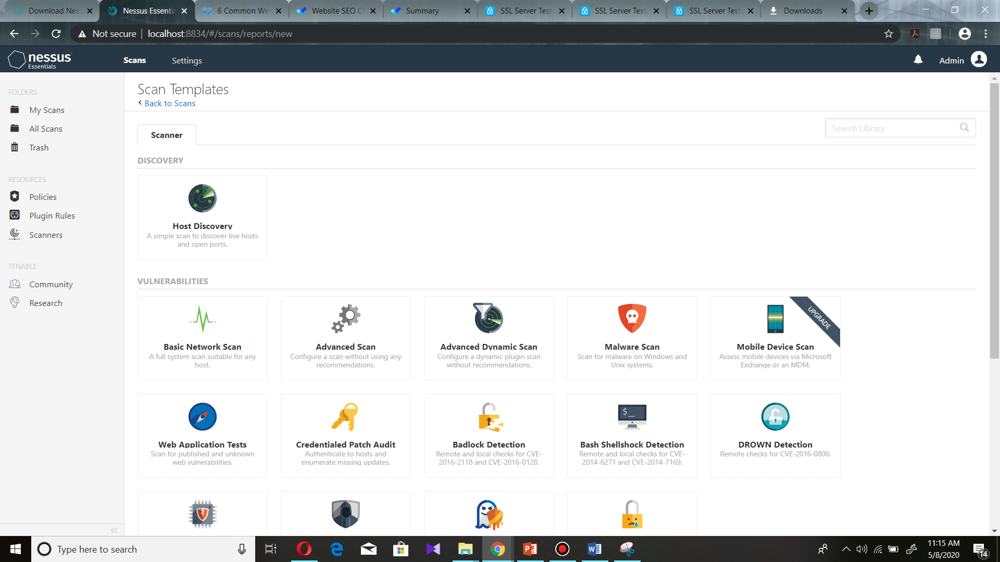 Download Nes
Nessus Essentia
6 Common We
Website SEO C
Summary
SSL Server Test
SSL Server Test
SSL Server Test
Downloads
Not secure
localhost:8834/#/scans/reports/new
nessus
Essentials
Scans
Settings
Admin
FOLDERS
My Scans
All Scans
Trash
RESOURCES
Policies
Plugin Rules
Scanners
TENABLE
Community
Research
Scan Templates
Back to Scans
Scanner
Search Library
DISCOVERY
Host Discovery
A simple scan to discover live hosts
and open ports.
VULNERABILITIES
Basic Network Scan
A full system scan suitable for any
host.
Advanced Scan
Configure a scan without using any
recommendations.
Advanced Dynamic Scan
Configure a dynamic plugin scan
without recommendations.
Malware Scan
Scan for malware on Windows and
Unix systems.
UPGRADE
Mobile Device Scan
Assess mobile devices via Microsoft
Exchange or an MDM.
Web Application Tests
Scan for published and unknown
web vulnerabilities.
Credentialed Patch Audit
Authenticate to hosts and
enumerate missing updates.
Badlock Detection
Remote and local checks for CVE-
2016-2118 and CVE-2016-0128.
$_
Bash Shellshock Detection
Remote and local checks for CVE-
2014-6271 and CVE-2014-7169.
DROWN Detection
Remote checks for CVE-2016-0800.
Type here to search
11:15 AM
5/8/2020
14